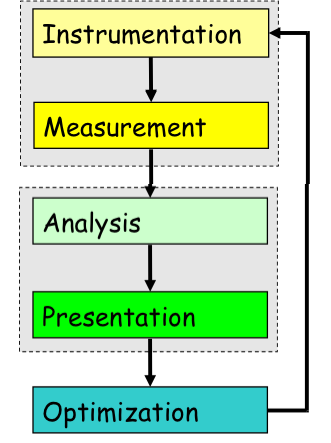 Instrumentation
Measurement
Analysis
Presentation
Optimization